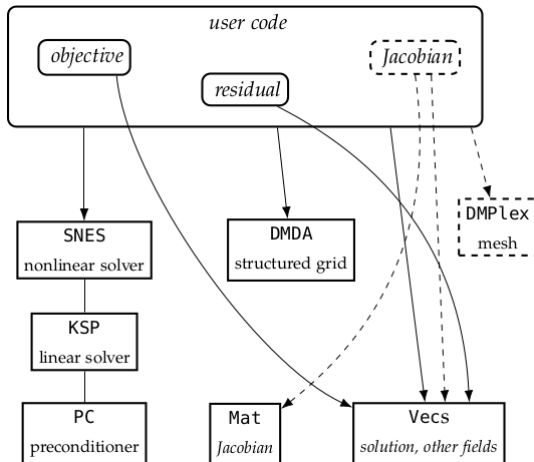 user code
objective
Jacobian
residual
DMPlex
mesh
SNES
nonlinear solver
DMDA
structured grid
KSP
linear solver
PC
preconditioner
Mat
Jacobian
Vecs
solution, other fields